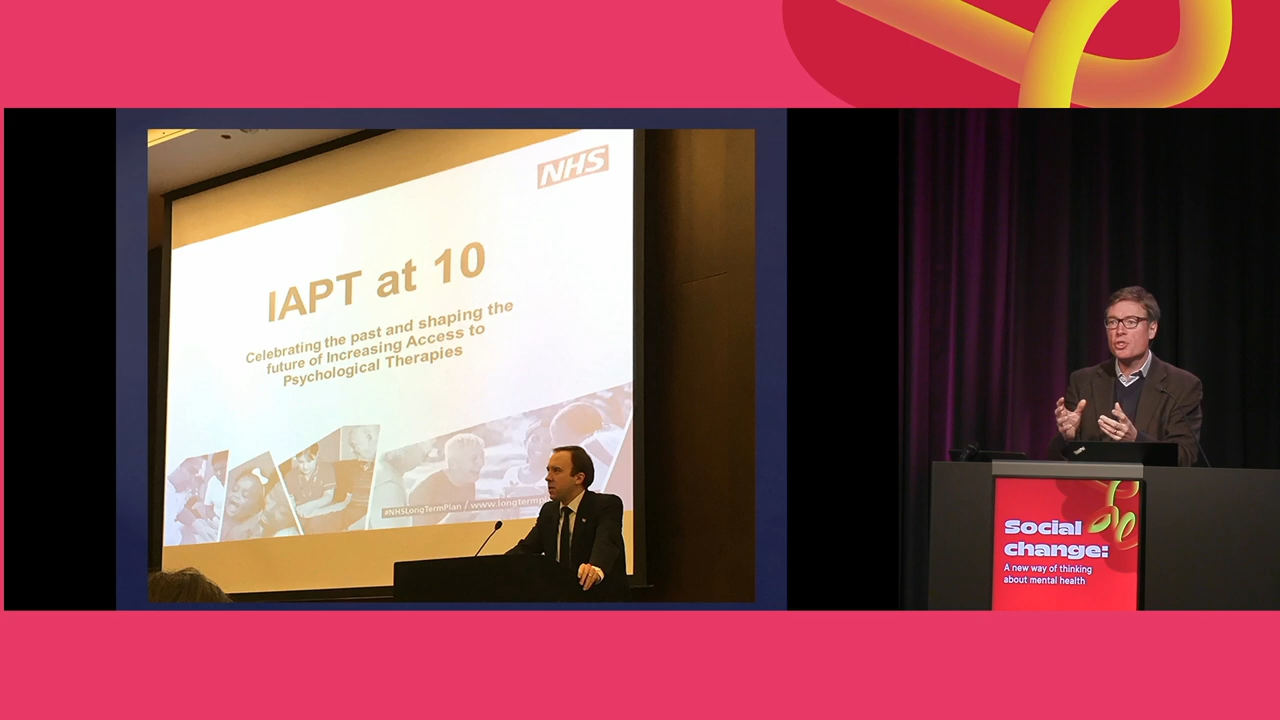 NHS
IAPT at 10
Celebrating the past and shaping the
future of Increasing Access to
Psychological Therapies
#NHSLongTermPlan / www.longtermp
Social
change:
A new way of thinking
about mental health